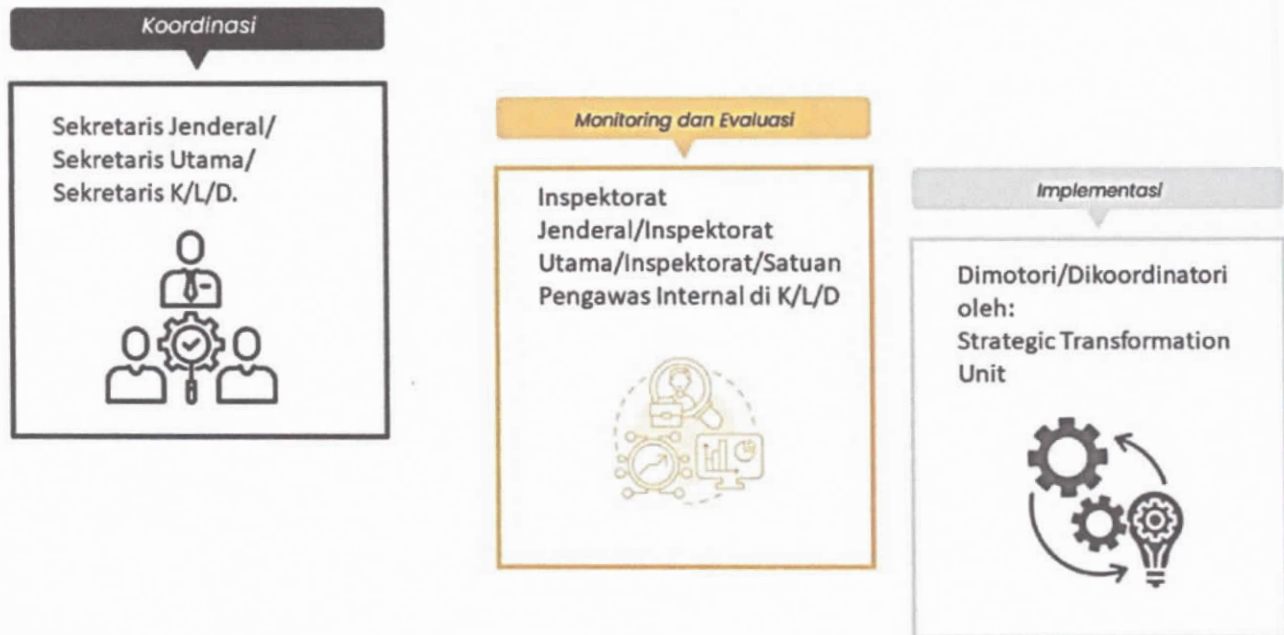 Koordinasi
Sekretaris Jenderal/
Sekretaris Utama/
Sekretaris K/L/D.
Monitoring dan Evaluasi
Inspektorat
Jenderal/Inspektorat
Utama/Inspektorat/Satuan
Pengawas Internal di K/L/D
Implementasi
Dimotori/Dikoordinatori
oleh:
Strategic Transformation
Unit